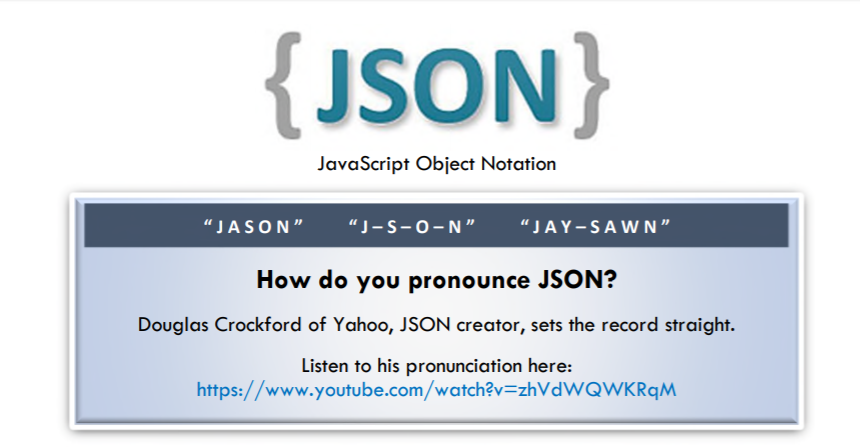 { JSON }
JavaScript Object Notation
“JASON” “J–S–O–N” “JAY–SAWN”
How do you pronounce JSON?
Douglas Crockford of Yahoo, JSON creator, sets the record straight.
Listen to his pronunciation here:
https://www.youtube.com/watch?v=zhVdWQWKRqM